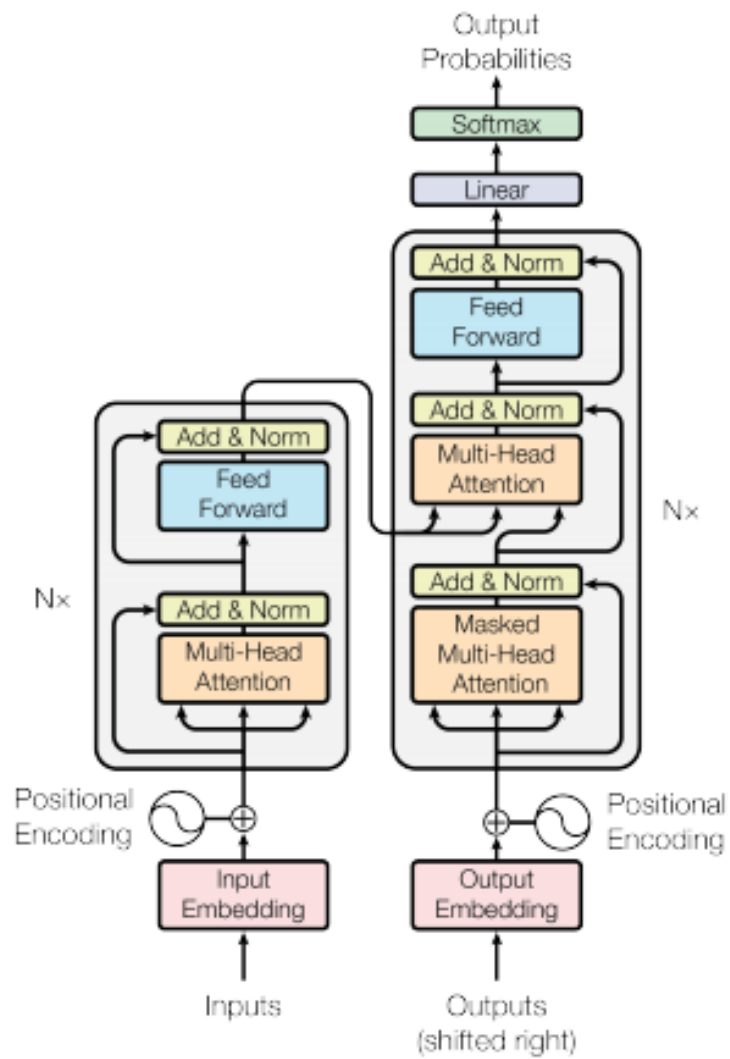 Output
Probabilities
Softmax
Linear
Add & Norm
Feed
Forward
Add & Norm
Multi-Head
Attention
Add & Norm
Masked
Multi-Head
Attention
N×
Add & Norm
Feed
Forward
Add & Norm
Multi-Head
Attention
N×
Positional
Encoding
Positional
Encoding
Input
Embedding
Output
Embedding
Inputs
Outputs
(shifted right)